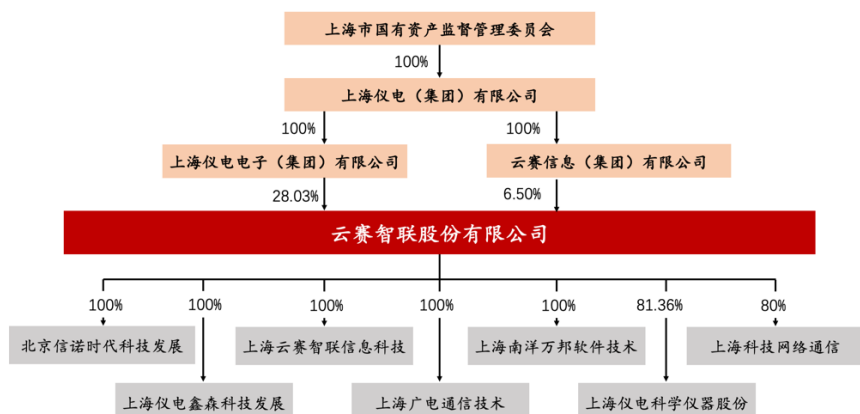 上海市国有资产监督管理委员会
100%
上海仪电（集团）有限公司
100%
100%
上海仪电电子（集团）有限公司
云赛信息（集团）有限公司
28.03%
6.50%
云赛智联股份有限公司
100%
100%
100%
100%
100%
81.36%
80%
北京信诺时代科技发展
上海云赛智联信息科技
上海南洋万邦软件技术
上海科技网络通信
上海仪电鑫森科技发展
上海广电通信技术
上海仪电科学仪器股份